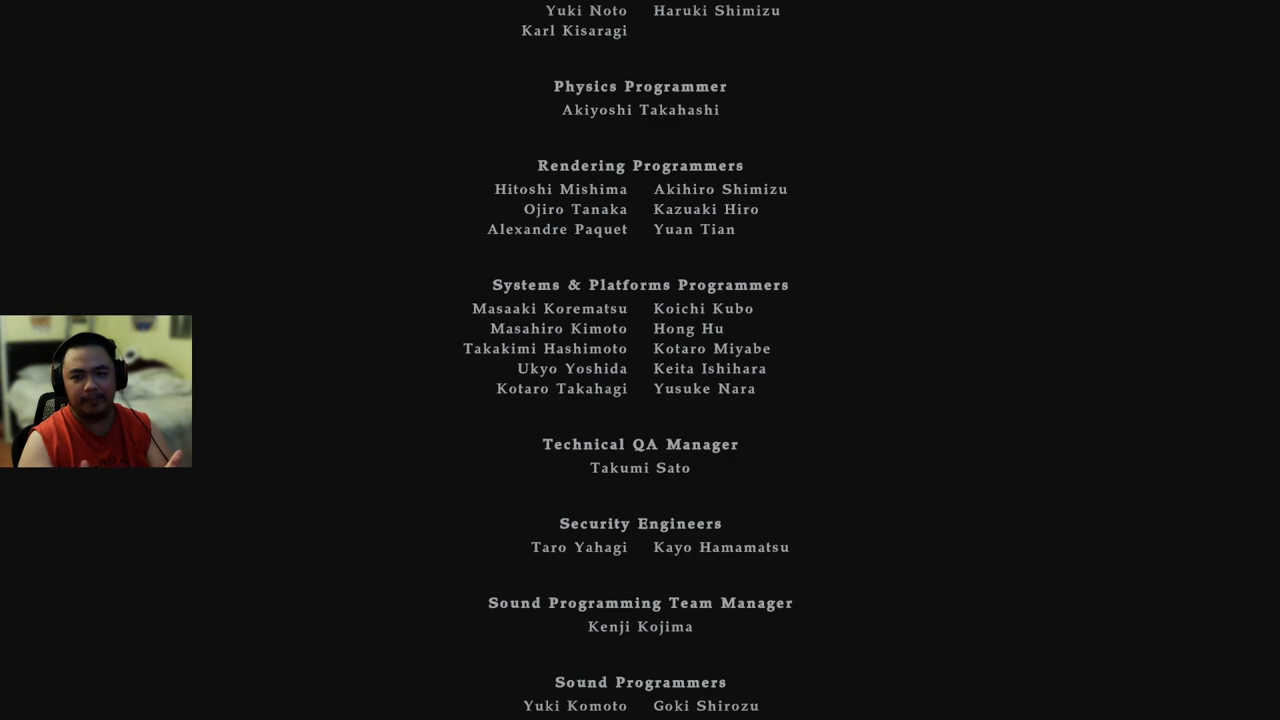 Yuki Noto Haruki Shimizu
Karl Kisaragi
Physics Programmer
Akiyoshi Takahashi
Rendering Programmers
Hitoshi Mishima Akihiro Shimizu
Ojiro Tanaka Kazuaki Hiro
Alexandre Paquet Yuan Tian
Systems & Platforms Programmers
Masaaki Korematsu Koichi Kubo
Masahiro Kimoto Hong Hu
Takakimi Hashimoto Kotaro Miyabe
Ukyo Yoshida Keita Ishihara
Kotaro Takahagi Yusuke Nara
Technical QA Manager
Takumi Sato
Security Engineers
Taro Yahagi Kayo Hamamatsu
Sound Programming Team Manager
Kenji Kojima
Sound Programmers
Yuki Komoto Goki Shirozu